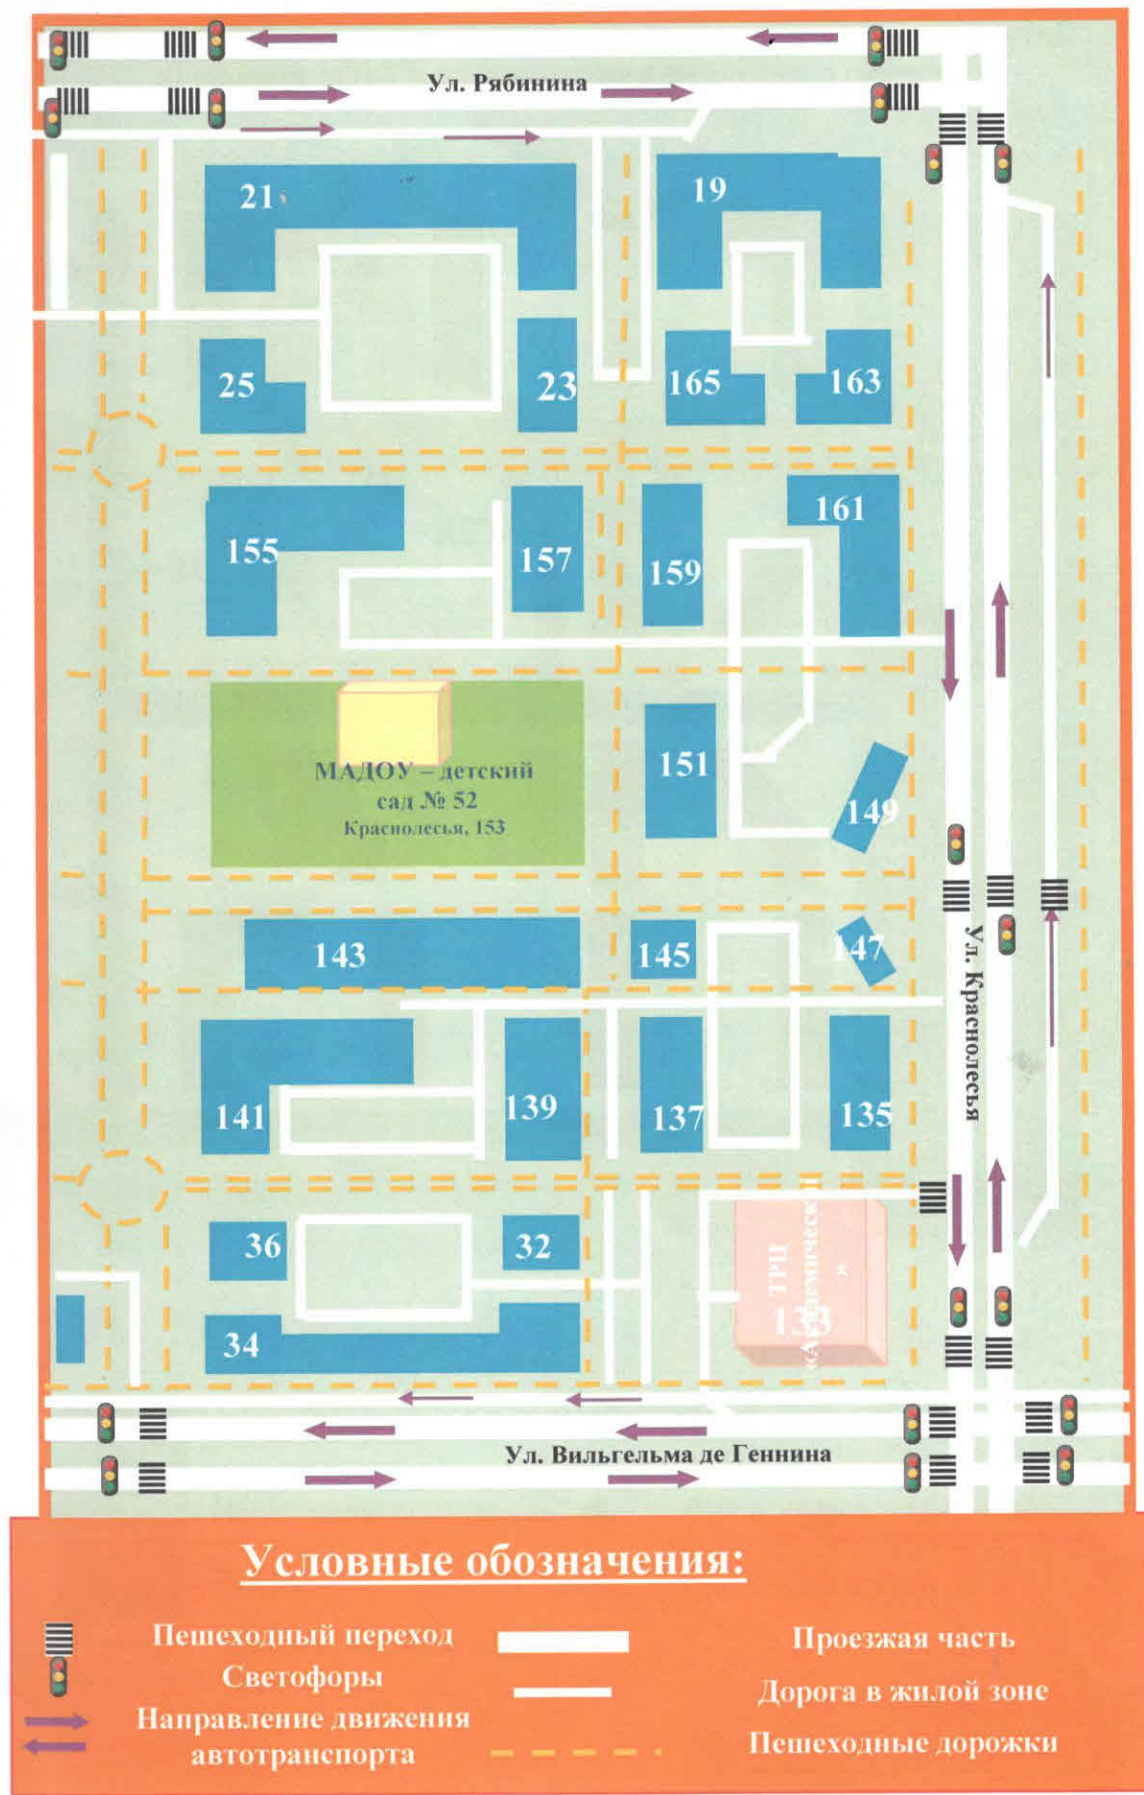 Ул. Рябинина
21
19
25
23
165
163
155
157
159
161
МАДОУ – детский
сад № 52
Краснолесья, 153
151
149
143
145
147
Ул. Краснолесья
141
139
137
135
36
32
34
ТРЦ
«Академический
»
133
Ул. Вильгельма де Геннина
Условные обозначения:
Пешеходный переход
Светофоры
Направление движения
автотранспорта
Проезжая часть
Дорога в жилой зоне
Пешеходные дорожки